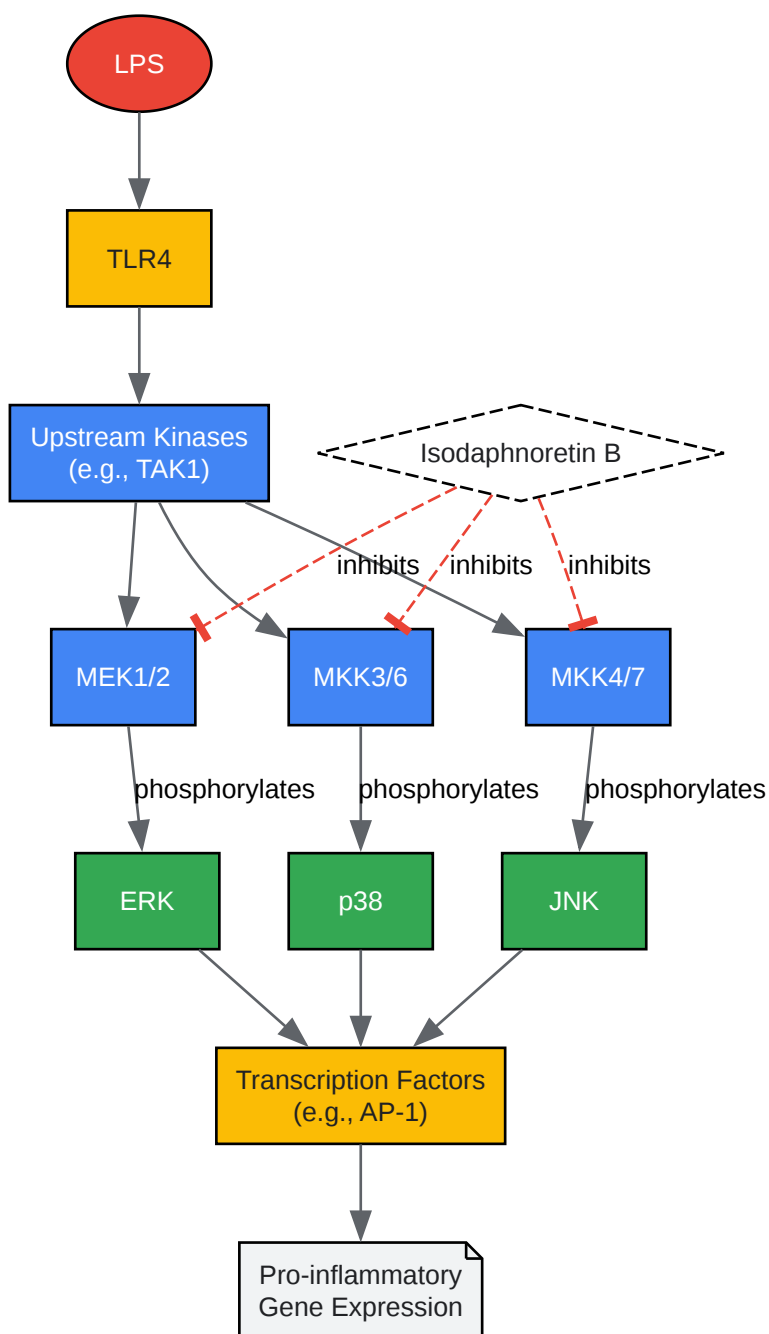 LPS
TLR4
Upstream Kinases
(e.g., TAK1)
Isodaphnoretin B
inhibits
inhibits
inhibits
MEK1/2
MKK3/6
MKK4/7
phosphorylates
phosphorylates
phosphorylates
ERK
p38
JNK
Transcription Factors
(e.g., AP-1)
Pro-inflammatory
Gene Expression